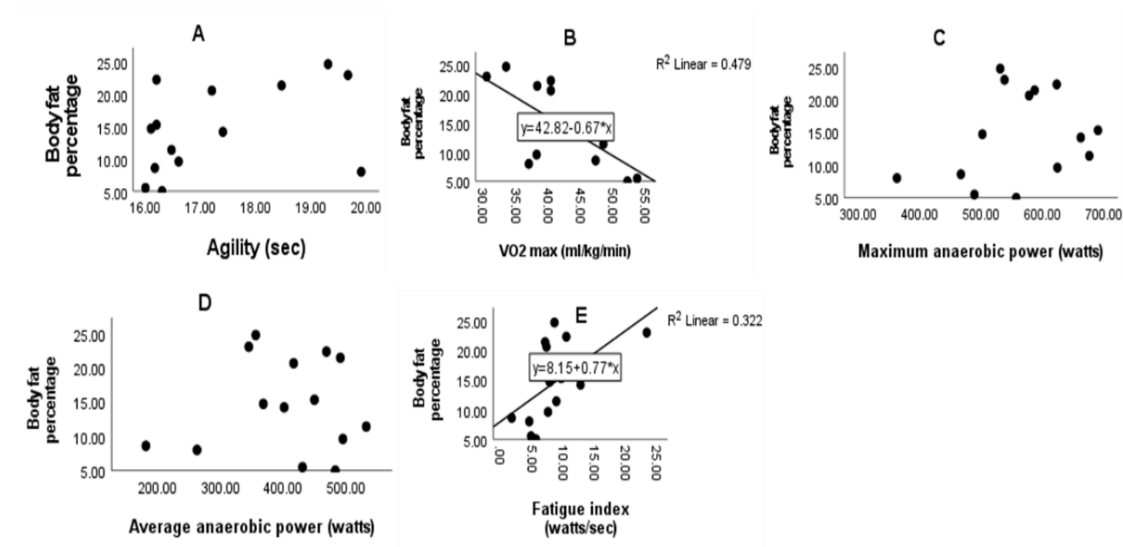 A
Body fat
percentage
25.00
20.00
15.00
10.00
5.00
16.00 17.00 18.00 19.00 20.00
Agility (sec)
B
R2 Linear = 0.479
Body fat
percentage
25.00
20.00
15.00
10.00
5.00
y=42.82-0.67*x
30.00 35.00 40.00 45.00 50.00 55.00
VO2 max (ml/kg/min)
C
Body fat
percentage
25.00
20.00
15.00
10.00
5.00
300.00 400.00 500.00 600.00 700.00
Maximum anaerobic power (watts)
D
Body fat
percentage
25.00
20.00
15.00
10.00
5.00
200.00 300.00 400.00 500.00
Average anaerobic power (watts)
E
R2 Linear = 0.322
Body fat
percentage
25.00
20.00
15.00
10.00
5.00
y=8.15+0.77*x
.00 5.00 10.00 15.00 20.00 25.00
Fatigue index
(watts/sec)